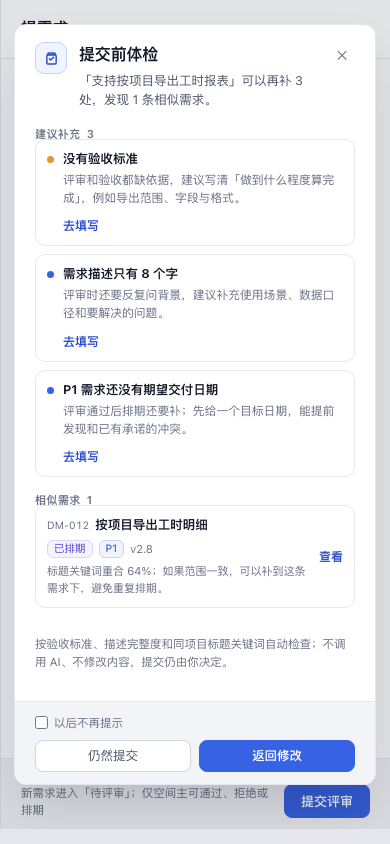 提交前体检
「支持按项目导出工时报表」可以再补 3
处，发现 1 条相似需求。
建议补充 3
没有验收标准
评审和验收都缺依据，建议写清「做到什么程度算完
成」，例如导出范围、字段与格式。
去填写
需求描述只有 8 个字
评审时还要反复问背景，建议补充使用场景、数据口
径和要解决的问题。
去填写
P1 需求还没有期望交付日期
评审通过后排期还要补；先给一个目标日期，能提前
发现和已有承诺的冲突。
去填写
相似需求 1
DM-012 按项目导出工时明细
已排期 P1 v2.8
查看
标题关键词重合 64%；如果范围一致，可以补到这条
需求下，避免重复排期。
按验收标准、描述完整度和同项目标题关键词自动检查；不调
用 AI、不修改内容，提交仍由你决定。
以后不再提示
仍然提交
返回修改
新需求进入「待评审」；仅空间主可通过、拒绝或
排期
提交评审